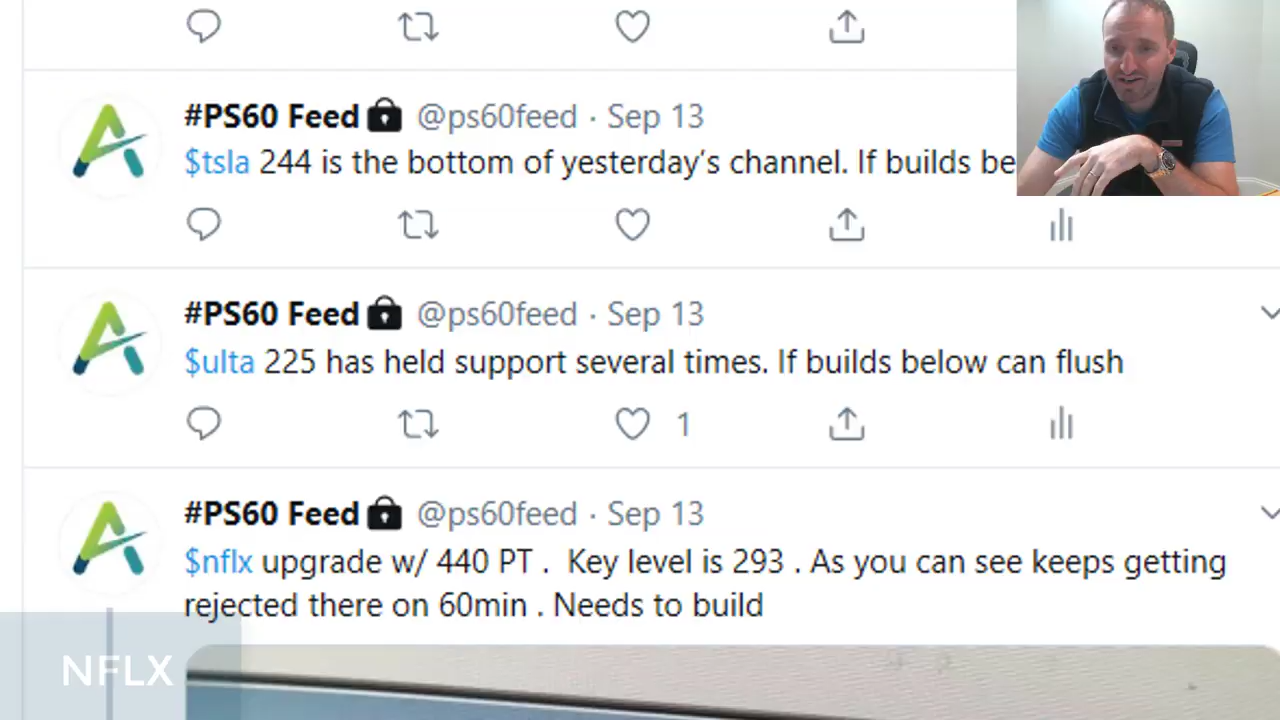 #PS60 Feed @ps60feed · Sep 13
$tsla 244 is the bottom of yesterday's channel. If builds be
#PS60 Feed @ps60feed · Sep 13
$ulta 225 has held support several times. If builds below can flush
1
#PS60 Feed @ps60feed · Sep 13
$nflx upgrade w/ 440 PT .  Key level is 293 . As you can see keeps getting
rejected there on 60min . Needs to build
NFLX